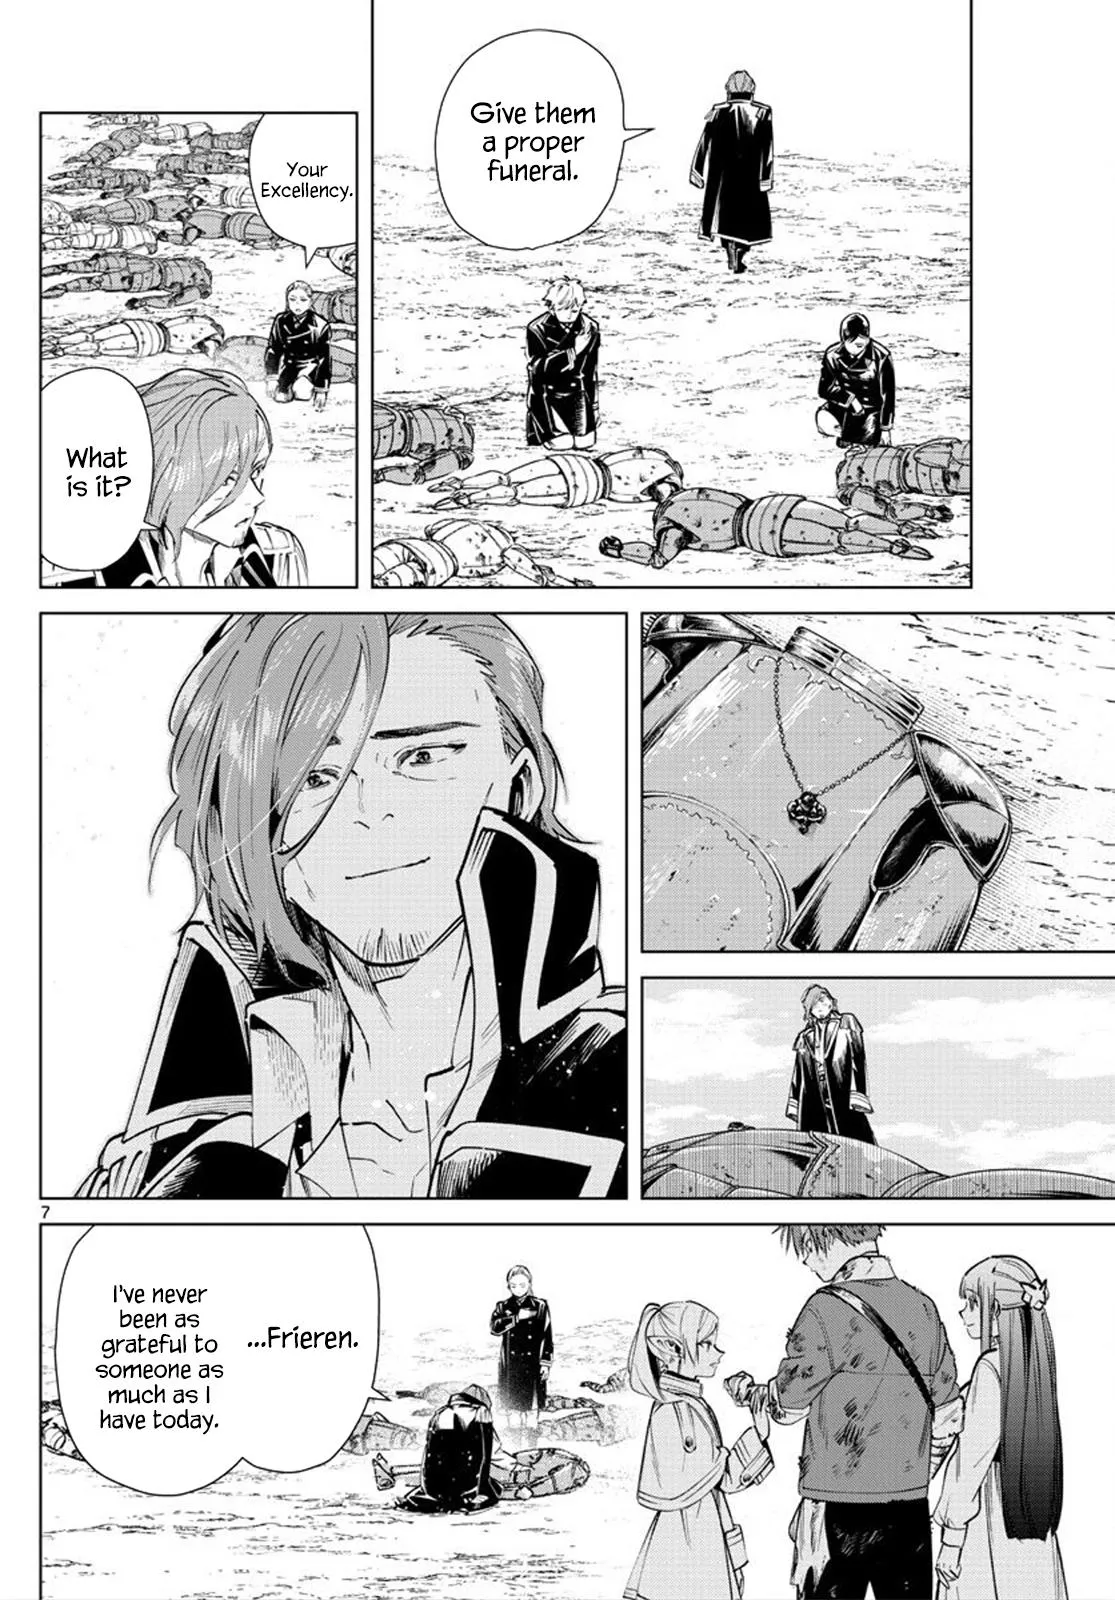 Give them
a proper
funeral.
Your
Excellency.
What
is it?
7
...Frieren.
I've never
been as
grateful to
someone as
much as I
have today.